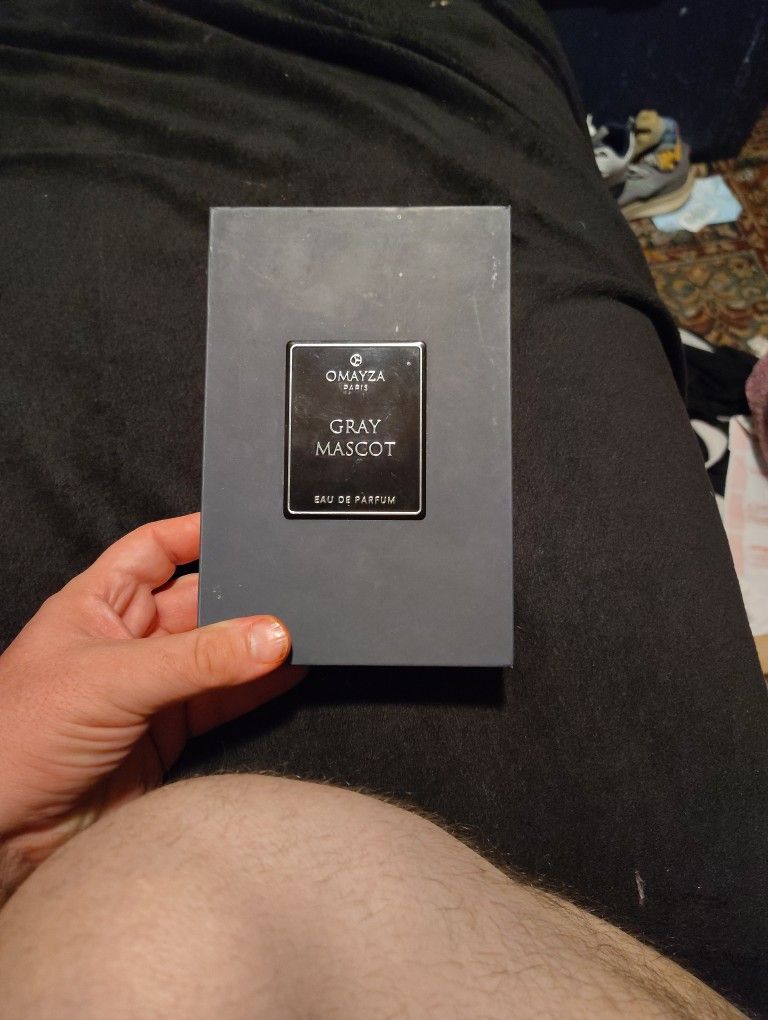 OMAYZA
PARIS
GRAY
MASCOT
EAU DE PARFUM